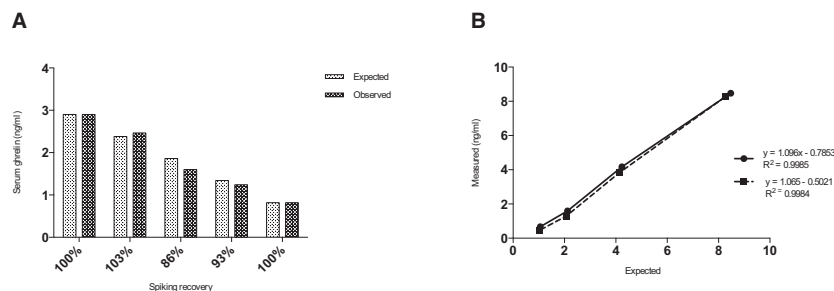 A
Serum ghrelin (ng/ml)
4
3
2
1
0
100%
103%
86%
93%
100%
Spiking recovery
Expected
Observed
B
Measured (ng/ml)
10
8
6
4
2
0
0
2
4
6
8
10
Expected
y = 1.096x - 0.7853
R² = 0.9985
y = 1.065 - 0.5021
R² = 0.9984